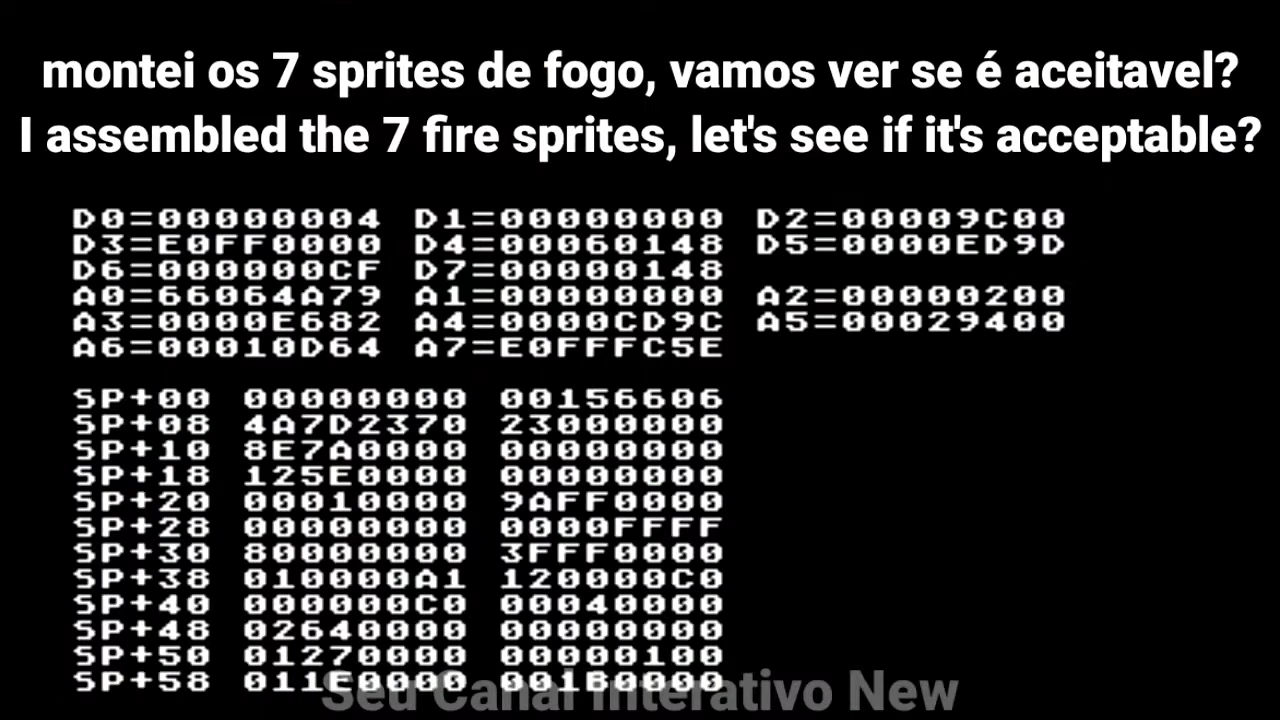 montei os 7 sprites de fogo, vamos ver se é aceitavel?
I assembled the 7 fire sprites, let's see if it's acceptable?
D0=00000004 D1=00000000 D2=00009C00
D3=E0FF0000 D4=00060148 D5=0000ED9D
D6=000000CF D7=00000148
A0=66064A79 A1=00000000 A2=00000200
A3=0000E682 A4=0000CD9C A5=00029400
A6=00010D64 A7=E0FFFC5E
SP+00 00000000 00156606
SP+08 4A7D2370 23000000
SP+10 8E7A0000 00000000
SP+18 125E0000 00000000
SP+20 00010000 9AFF0000
SP+28 00000000 0000FFFF
SP+30 80000000 3FFF0000
SP+38 010000A1 120000C0
SP+40 000000C0 00040000
SP+48 02640000 00000000
SP+50 01270000 00000100
SP+58 011E0000 001B0000
Seu Canal Interativo New